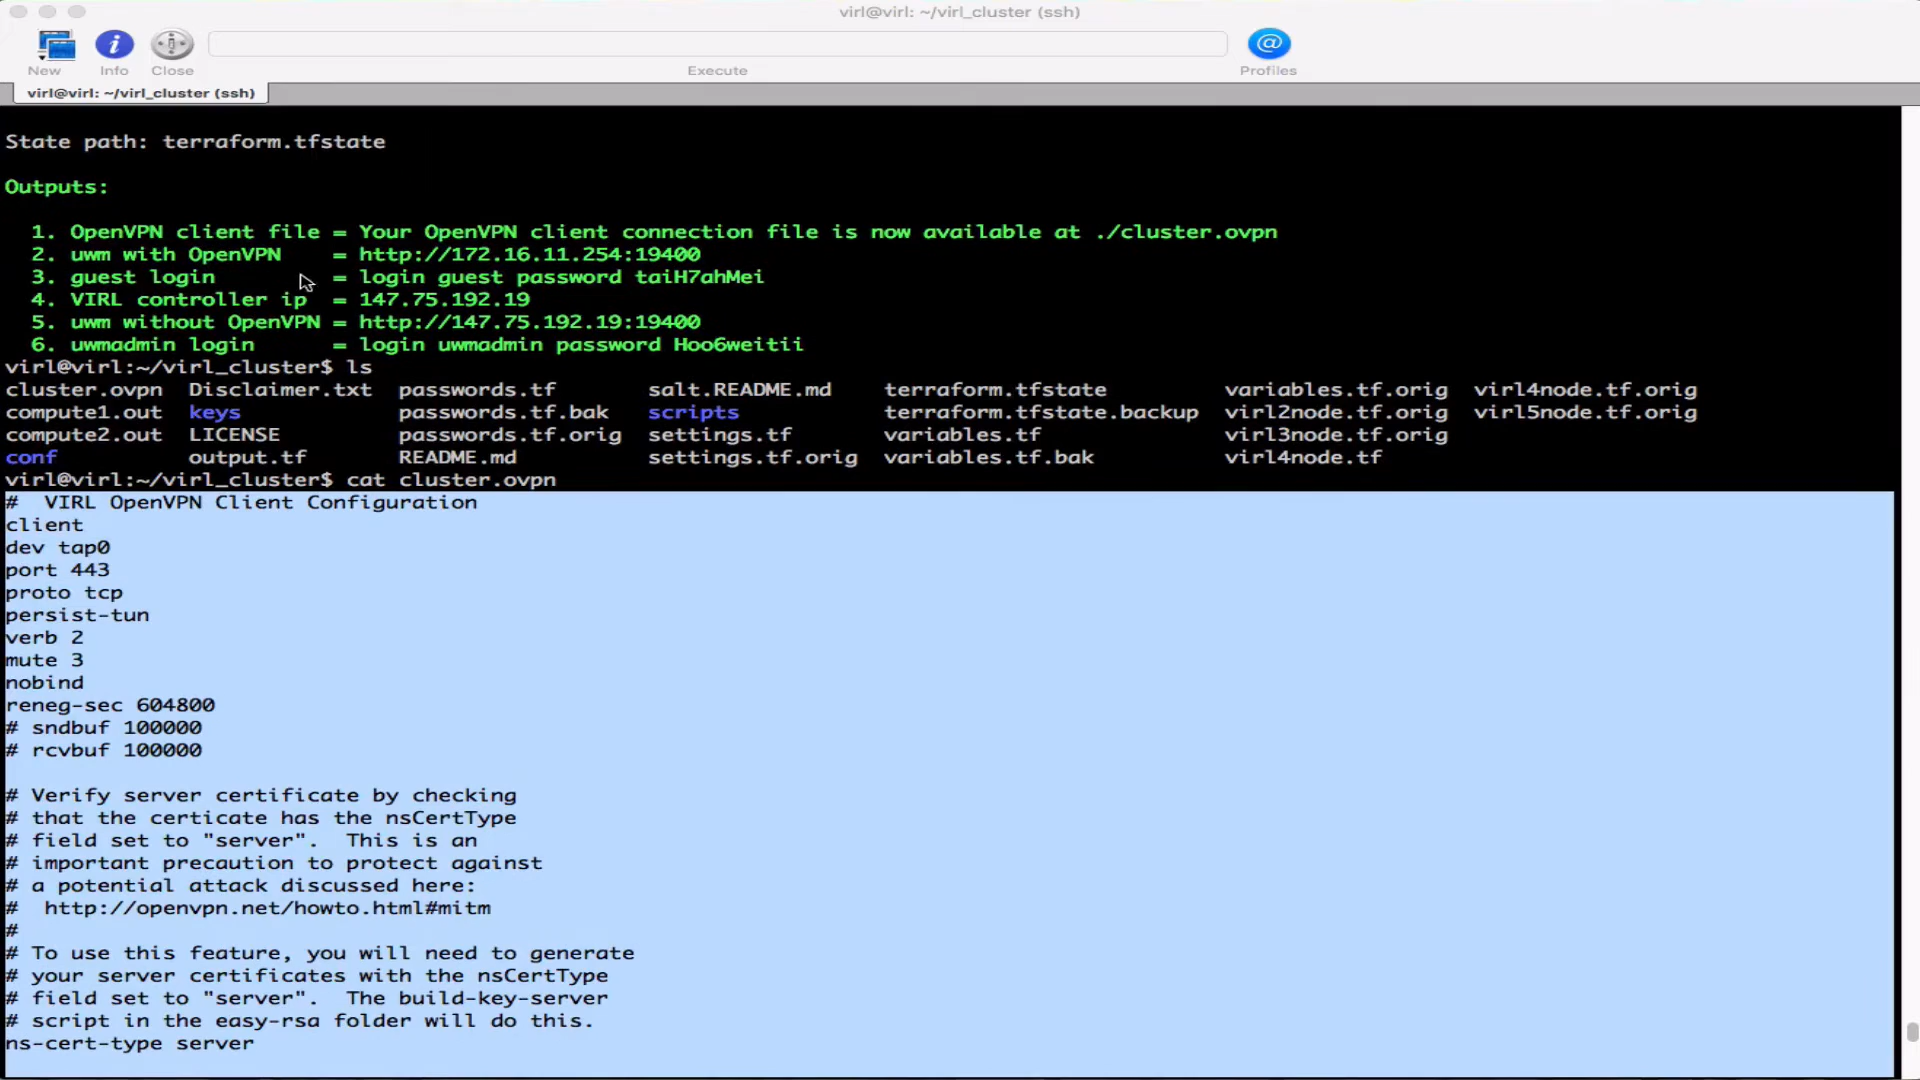 virl@virl: ~/virl_cluster (ssh)
New Info Close Execute Profiles
virl@virl: ~/virl_cluster (ssh)
State path: terraform.tfstate
Outputs:
1. OpenVPN client file = Your OpenVPN client connection file is now available at ./cluster.ovpn
2. uwm with OpenVPN = http://172.16.11.254:19400
3. guest login = login guest password taiH7ahMei
4. VIRL controller ip = 147.75.192.19
5. uwm without OpenVPN = http://147.75.192.19:19400
6. uwmadmin login = login uwmadmin password Hoo6weitii
virl@virl:~/virl_cluster$ ls
cluster.ovpn Disclaimer.txt passwords.tf salt.README.md terraform.tfstate variables.tf.orig virl4node.tf.orig
compute1.out keys passwords.tf.bak scripts terraform.tfstate.backup virl2node.tf.orig virl5node.tf.orig
compute2.out LICENSE passwords.tf.orig settings.tf variables.tf virl3node.tf.orig
conf output.tf README.md settings.tf.orig variables.tf.bak virl4node.tf
virl@virl:~/virl_cluster$ cat cluster.ovpn
# VIRL OpenVPN Client Configuration
client
dev tap0
port 443
proto tcp
persist-tun
verb 2
mute 3
nobind
reneg-sec 604800
# sndbuf 100000
# rcvbuf 100000
# Verify server certificate by checking
# that the certicate has the nsCertType
# field set to "server". This is an
# important precaution to protect against
# a potential attack discussed here:
# http://openvpn.net/howto.html#mitm
#
# To use this feature, you will need to generate
# your server certificates with the nsCertType
# field set to "server". The build-key-server
# script in the easy-rsa folder will do this.
ns-cert-type server